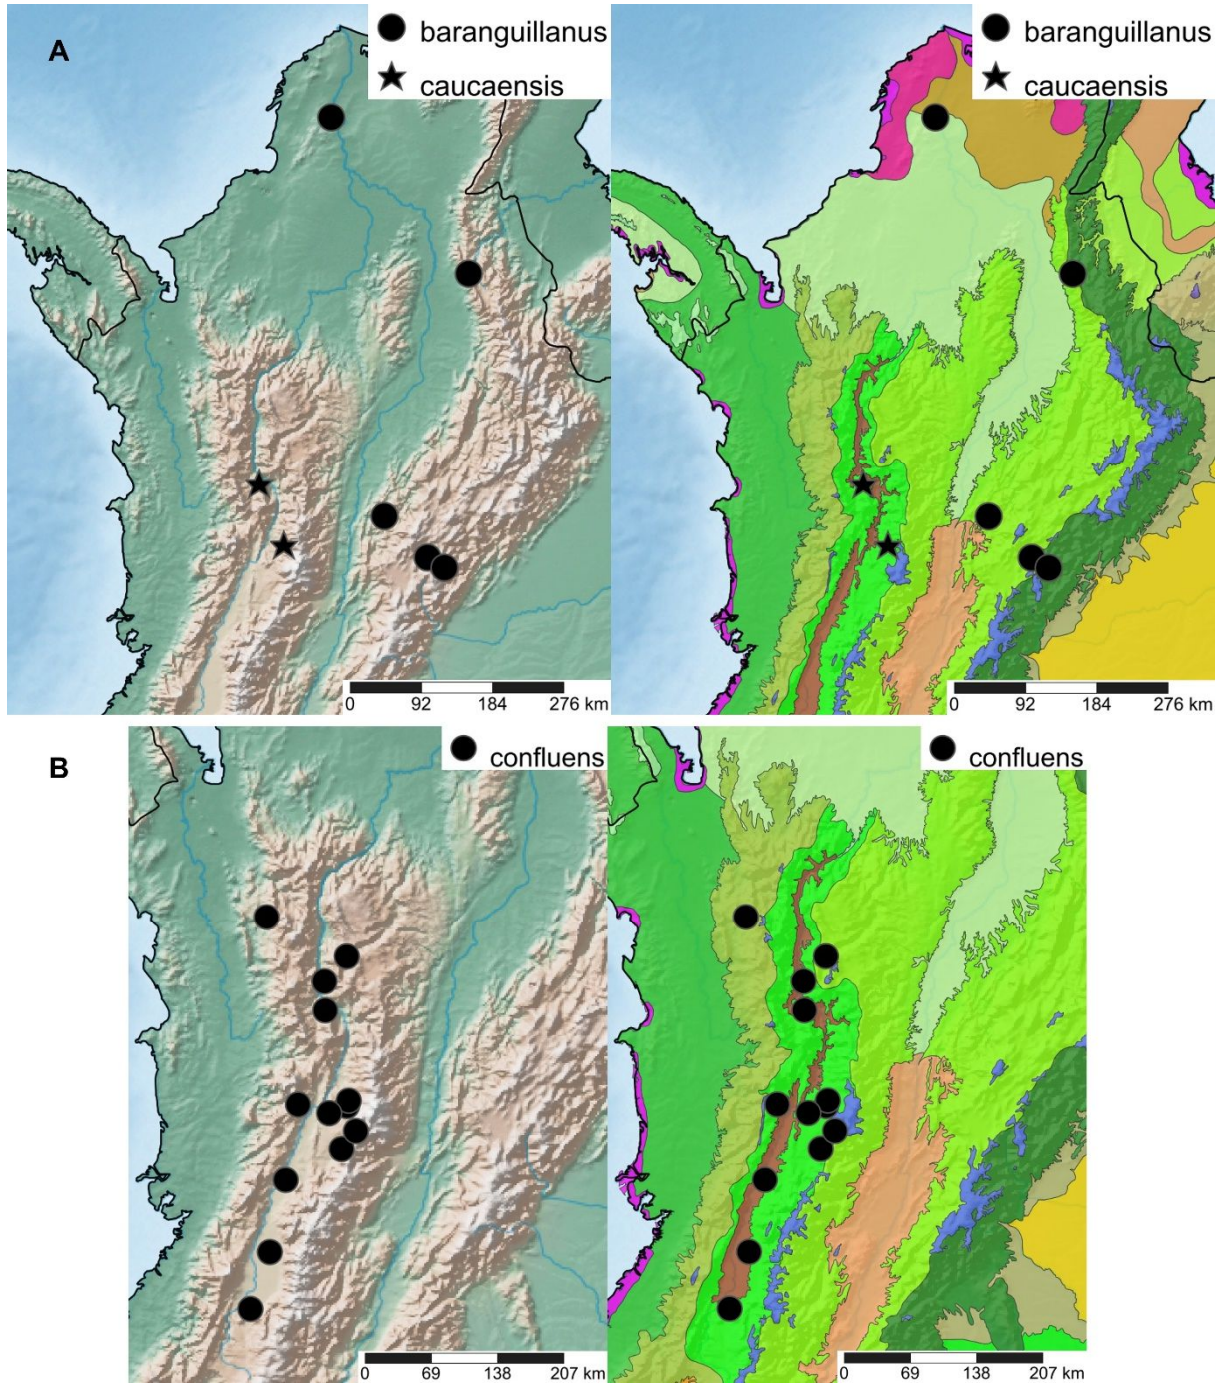 A
baranguillanus
caucaensis
0 92 184 276 km
baranguillanus
caucaensis
0 92 184 276 km
B
confluens
0 69 138 207 km
confluens
0 69 138 207 km